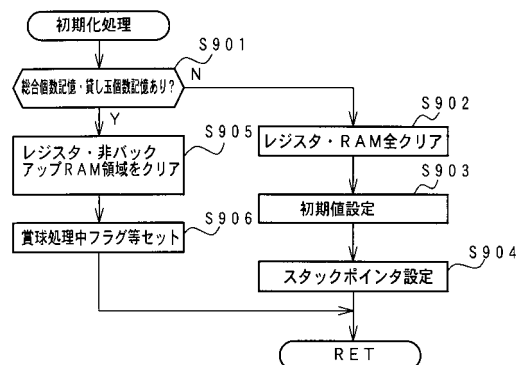 初期化処理
S901
総合個数記憶・貸し玉個数記憶あり?
N
Y
S902
レジスタ・RAM全クリア
S905
レジスタ・非バック
アップRAM領域をクリア
S903
初期値設定
S906
賞球処理中フラグ等セット
S904
スタックポインタ設定
RET